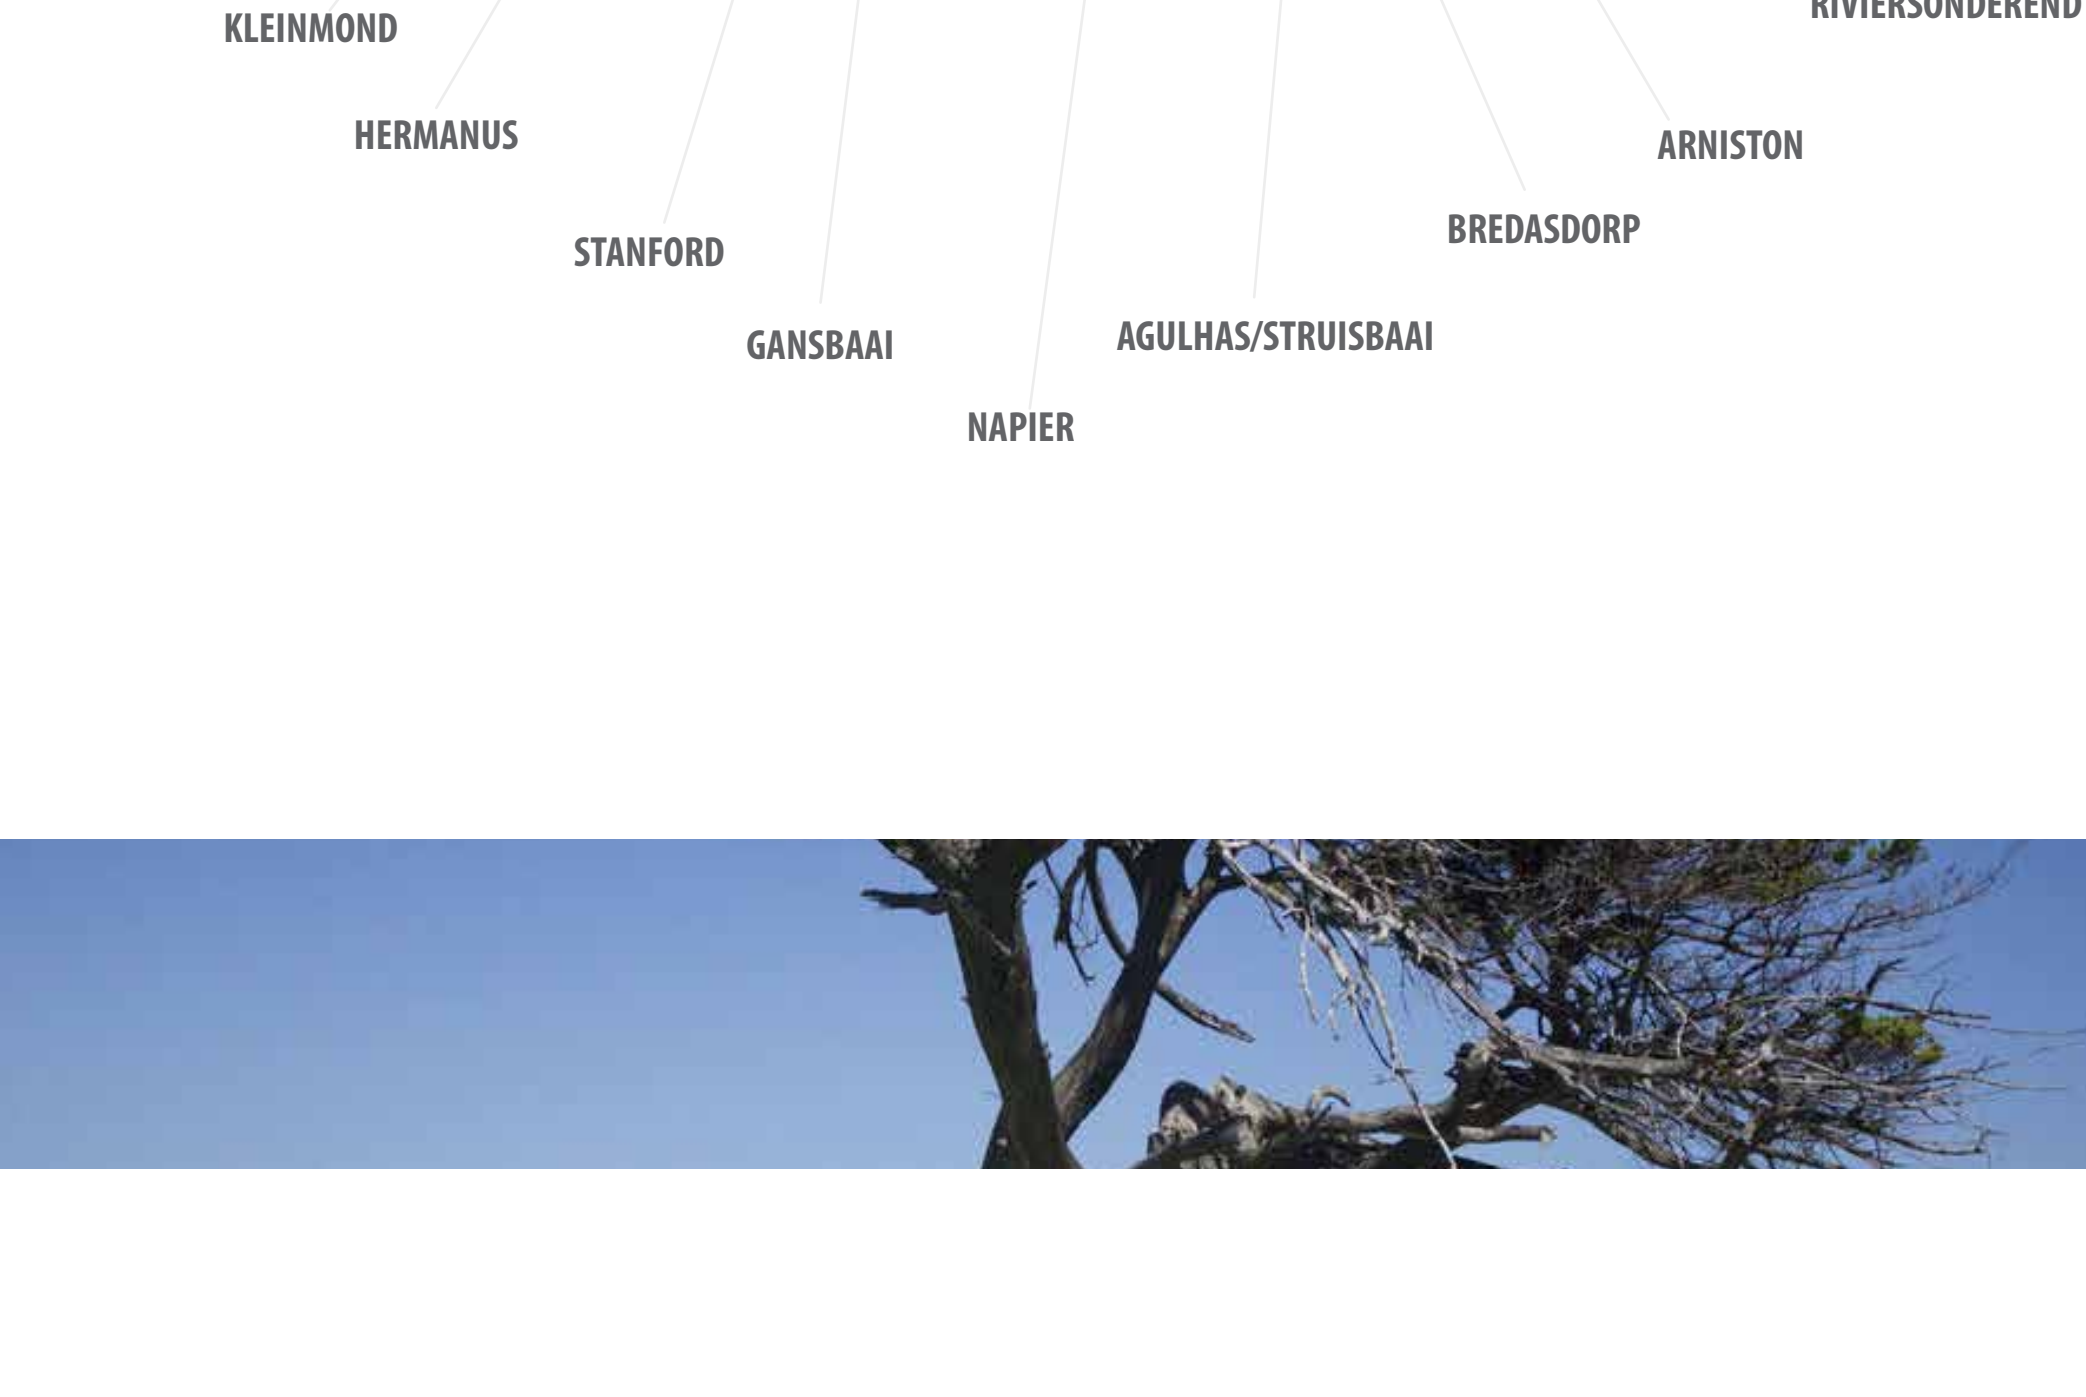 RIVIERSONDEREND
KLEINMOND
HERMANUS
ARNISTON
BREDASDORP
STANFORD
AGULHAS/STRUISBAAI
GANSBAAI
NAPIER